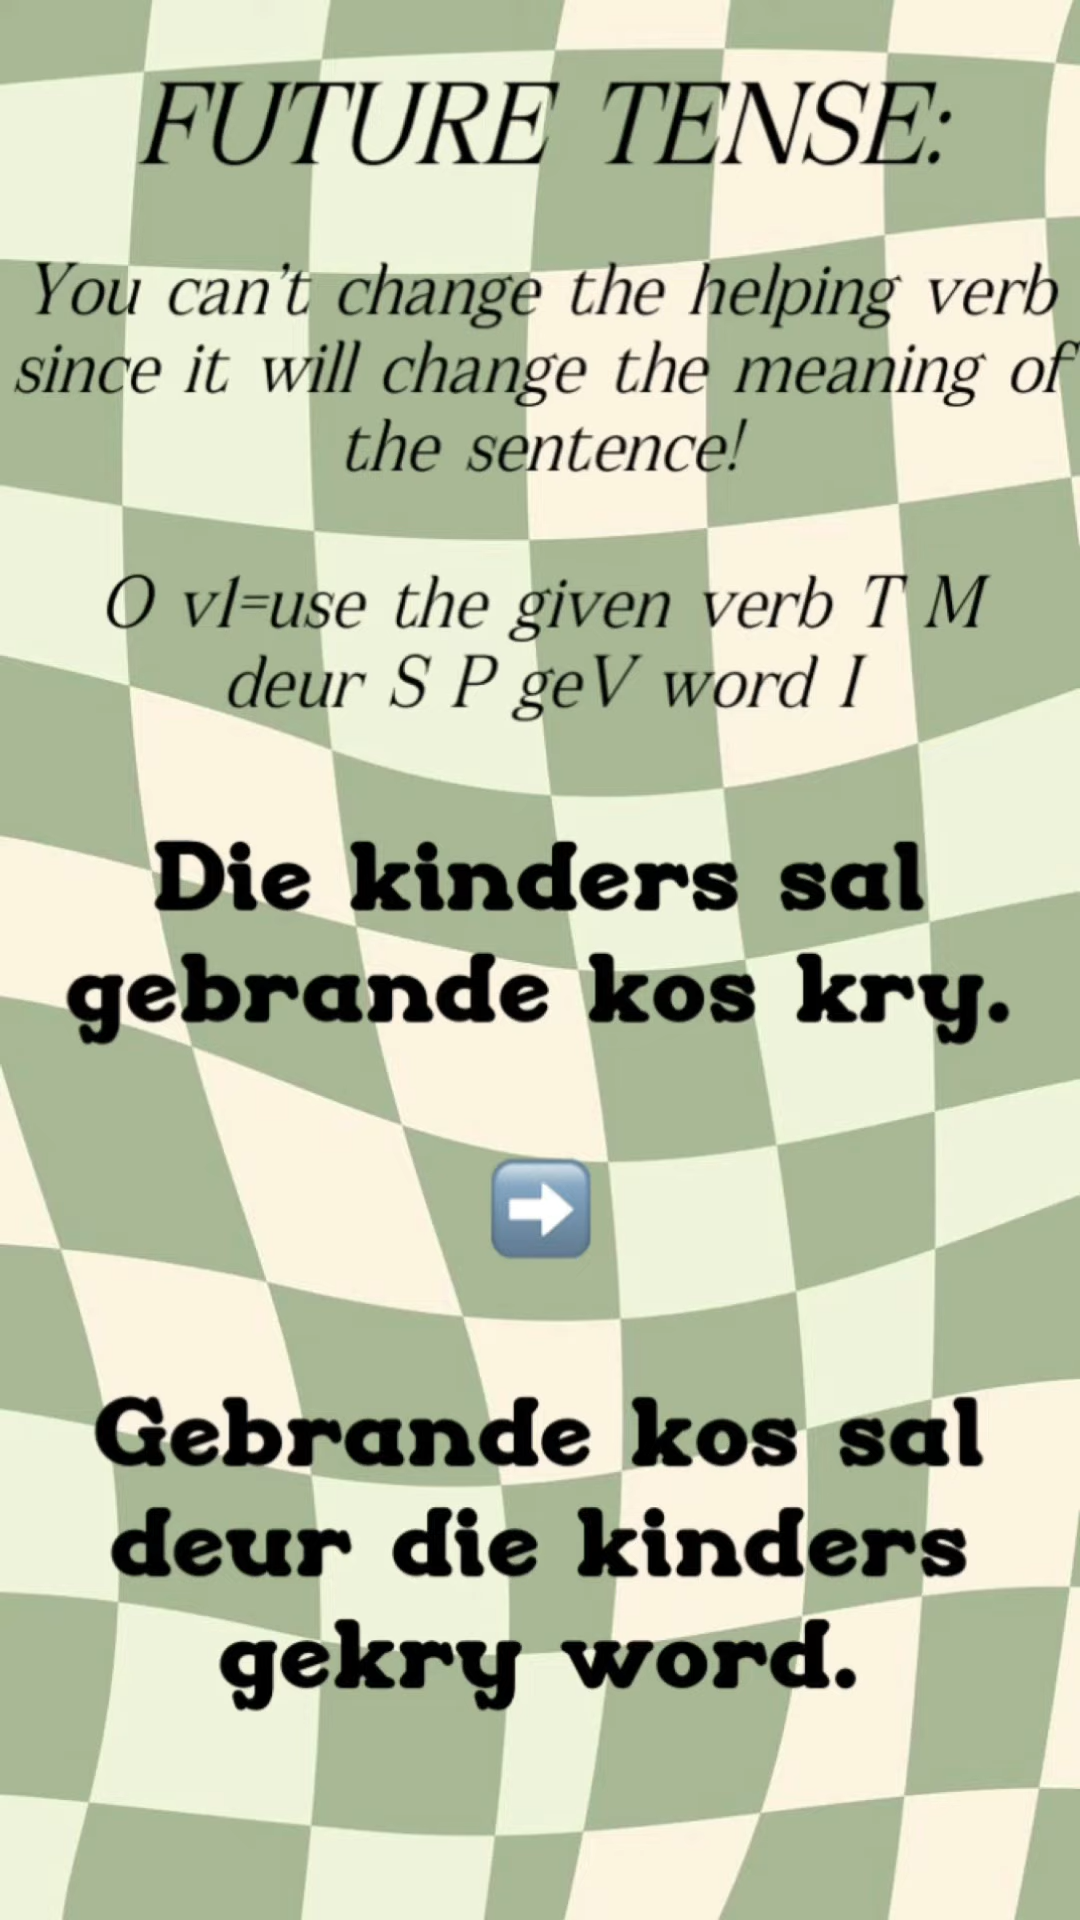 FUTURE TENSE:
You can't change the helping verb
since it will change the meaning of
the sentence!
O v1=use the given verb T M
deur S P geV word I
Die kinders sal
gebrande kos kry.
Gebrande kos sal
deur die kinders
gekry word.